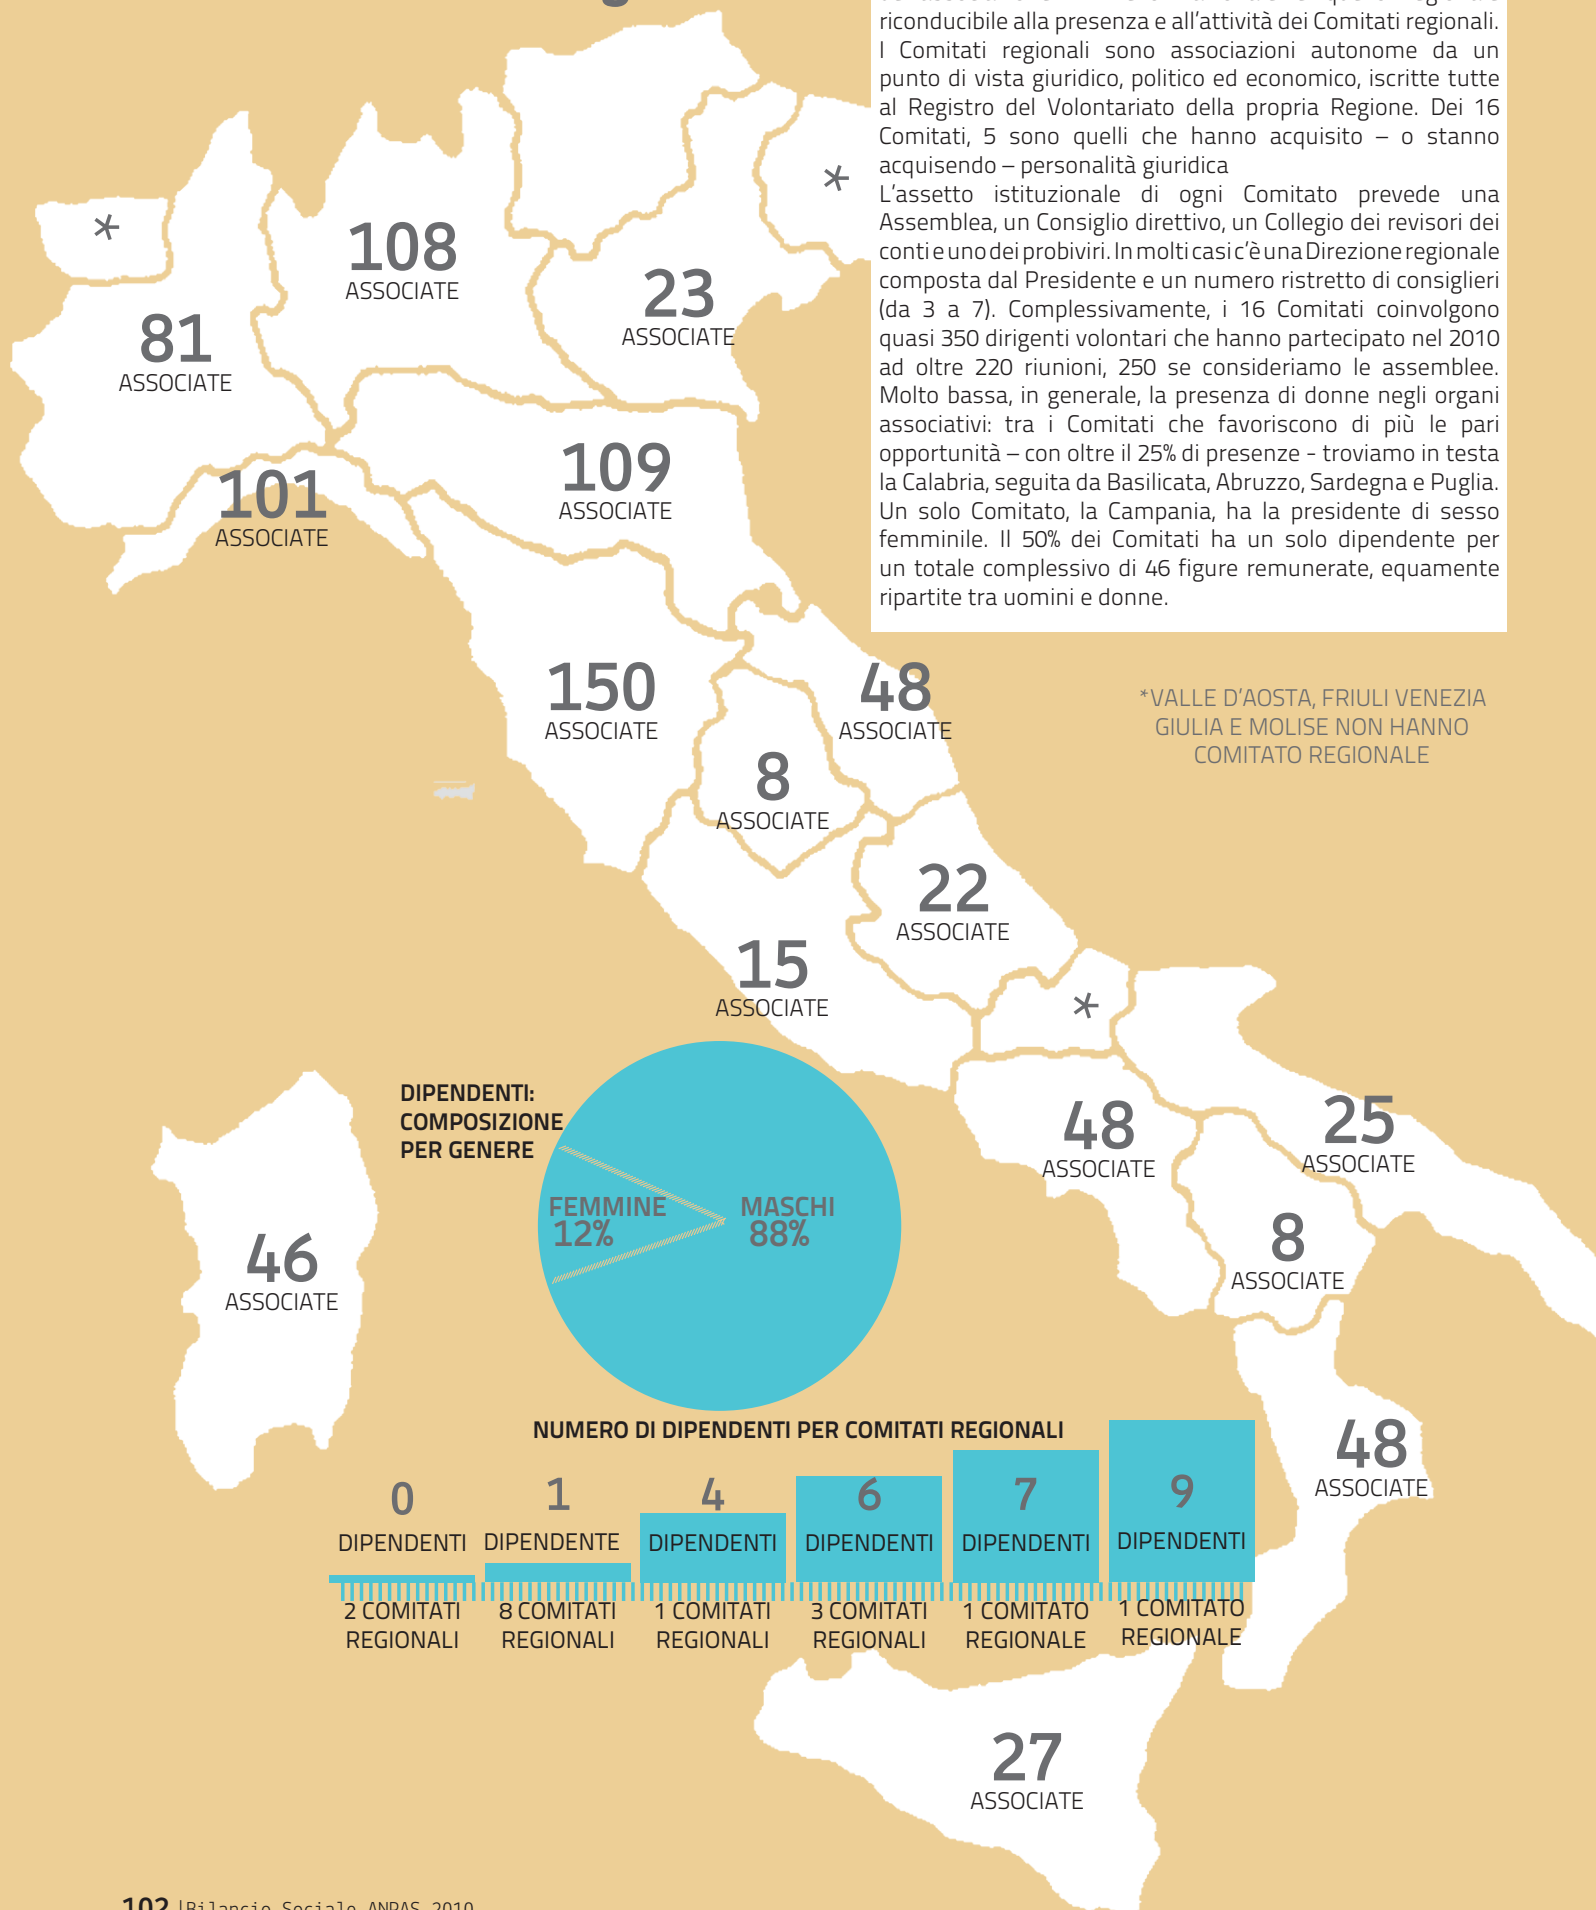 riconducibile alla presenza e all'attività dei Comitati regionali.
I Comitati regionali sono associazioni autonome da un
punto di vista giuridico, politico ed economico, iscritte tutte
al Registro del Volontariato della propria Regione. Dei 16
Comitati, 5 sono quelli che hanno acquisito – o stanno
acquisendo – personalità giuridica
L'assetto istituzionale di ogni Comitato prevede una
Assemblea, un Consiglio direttivo, un Collegio dei revisori dei
conti e uno dei probiviri. In molti casi c'è una Direzione regionale
composta dal Presidente e un numero ristretto di consiglieri
(da 3 a 7). Complessivamente, i 16 Comitati coinvolgono
quasi 350 dirigenti volontari che hanno partecipato nel 2010
ad oltre 220 riunioni, 250 se consideriamo le assemblee.
Molto bassa, in generale, la presenza di donne negli organi
associativi: tra i Comitati che favoriscono di più le pari
opportunità – con oltre il 25% di presenze - troviamo in testa
la Calabria, seguita da Basilicata, Abruzzo, Sardegna e Puglia.
Un solo Comitato, la Campania, ha la presidente di sesso
femminile. Il 50% dei Comitati ha un solo dipendente per
un totale complessivo di 46 figure remunerate, equamente
ripartite tra uomini e donne.
*
*
108
ASSOCIATE
23
ASSOCIATE
81
ASSOCIATE
109
ASSOCIATE
101
ASSOCIATE
150
ASSOCIATE
48
ASSOCIATE
*VALLE D'AOSTA, FRIULI VENEZIA
GIULIA E MOLISE NON HANNO
COMITATO REGIONALE
8
ASSOCIATE
22
ASSOCIATE
15
ASSOCIATE
*
DIPENDENTI:
COMPOSIZIONE
PER GENERE
FEMMINE
12%
MASCHI
88%
48
ASSOCIATE
25
ASSOCIATE
8
ASSOCIATE
46
ASSOCIATE
48
ASSOCIATE
NUMERO DI DIPENDENTI PER COMITATI REGIONALI
0
DIPENDENTI
2 COMITATI
REGIONALI
1
DIPENDENTE
8 COMITATI
REGIONALI
4
DIPENDENTI
1 COMITATI
REGIONALI
6
DIPENDENTI
3 COMITATI
REGIONALI
7
DIPENDENTI
1 COMITATO
REGIONALE
9
DIPENDENTI
1 COMITATO
REGIONALE
27
ASSOCIATE
102 |Bilancio Sociale ANPAS 2010